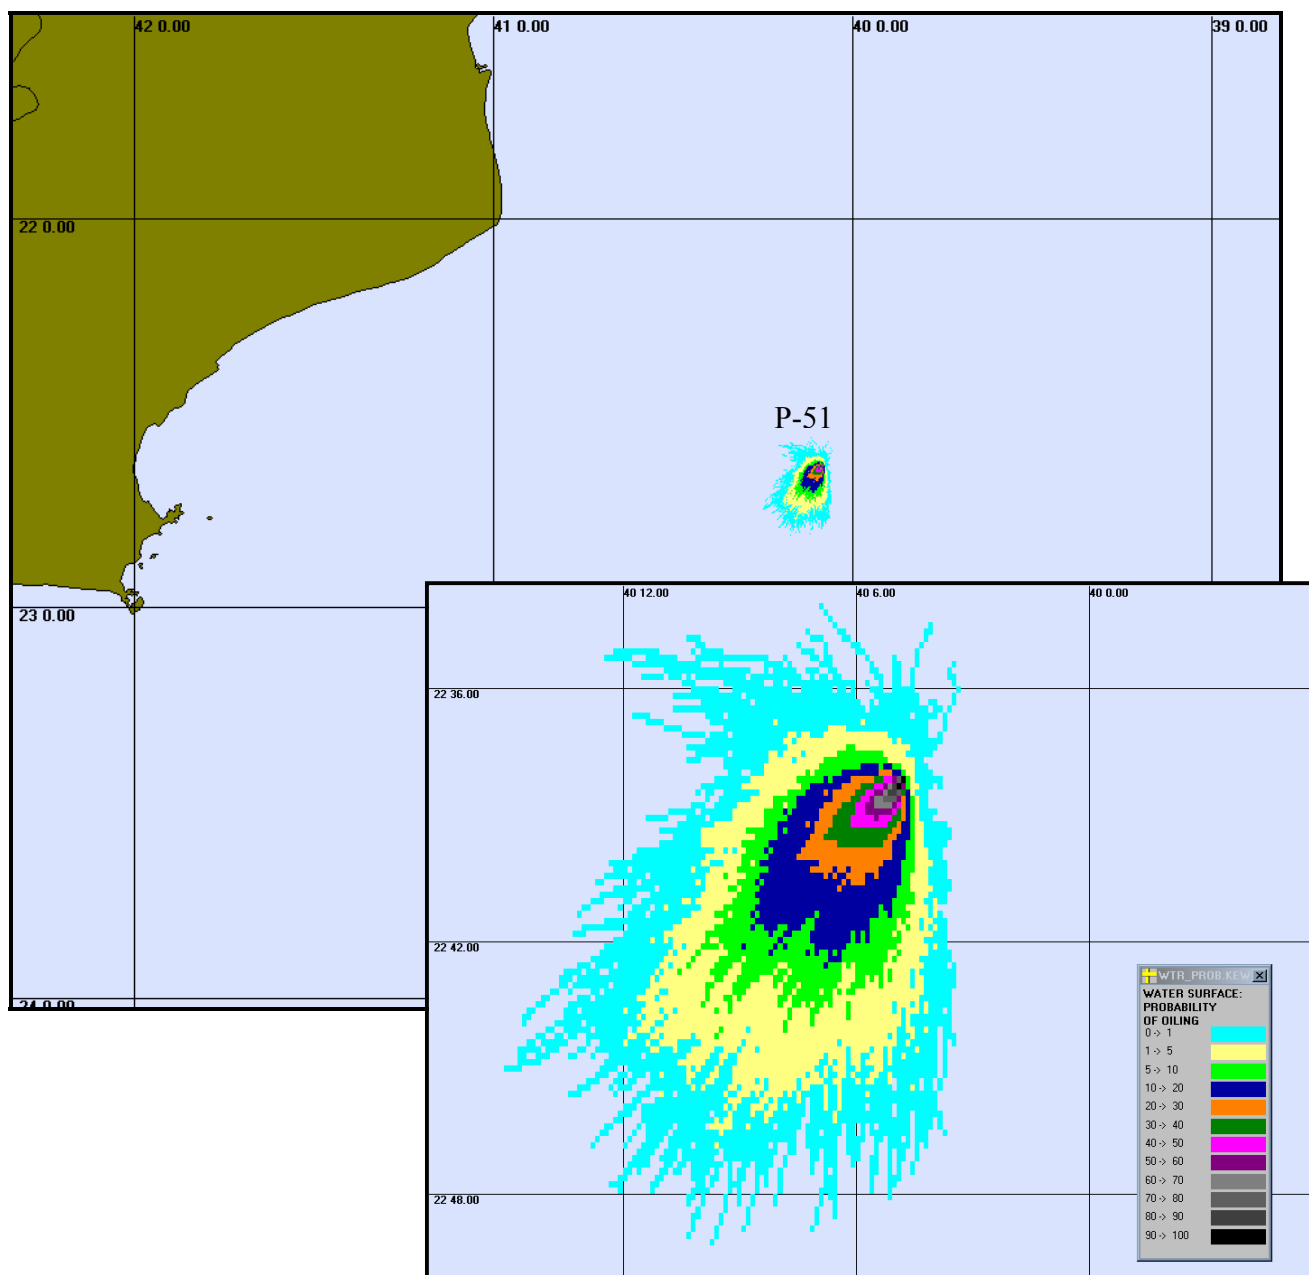 42 0.00
41 0.00
40 0.00
39 0.00
22 0.00
P-51
23 0.00
24 0.00
40 12.00
40 6.00
40 0.00
22 36.00
22 42.00
22 48.00
WTR_PROB.KEW
WATER SURFACE:
PROBABILITY
OF OILING
0 -> 1
1 -> 5
5 -> 10
10 -> 20
20 -> 30
30 -> 40
40 -> 50
50 -> 60
60 -> 70
70 -> 80
80 -> 90
90 -> 100